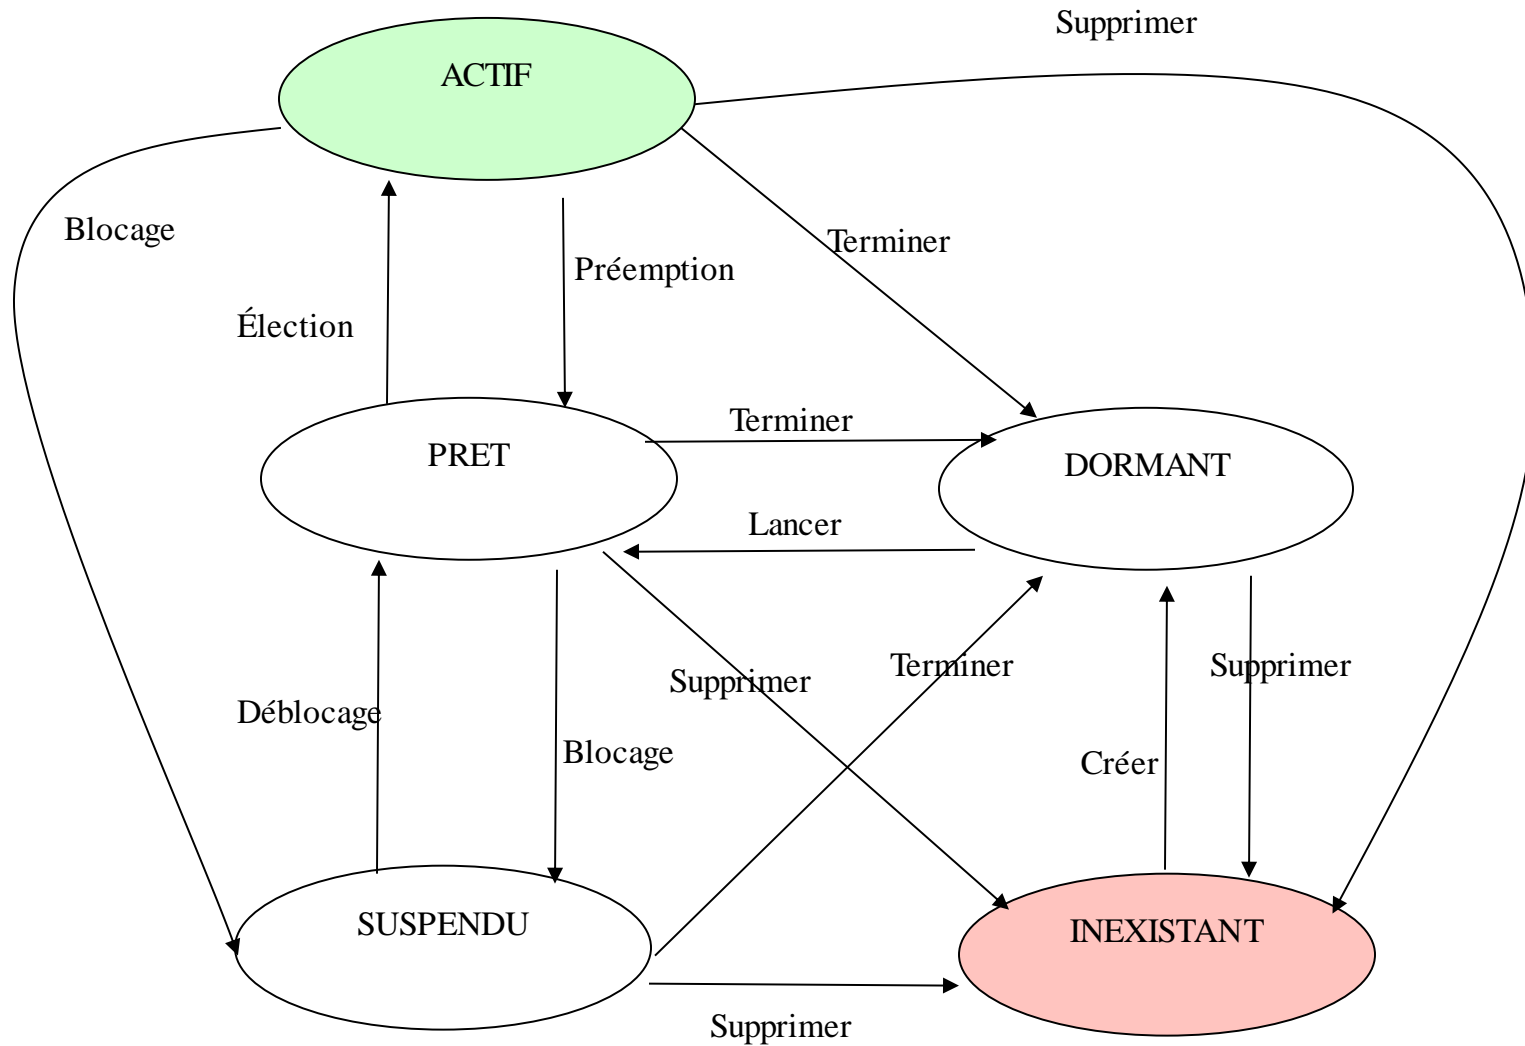 Supprimer
ACTIF
Blocage
Terminer
Préemption
Élection
Terminer
PRET
DORMANT
Lancer
Supprimer
Terminer
Supprimer
Déblocage
Blocage
Créer
SUSPENDU
INEXISTANT
Supprimer